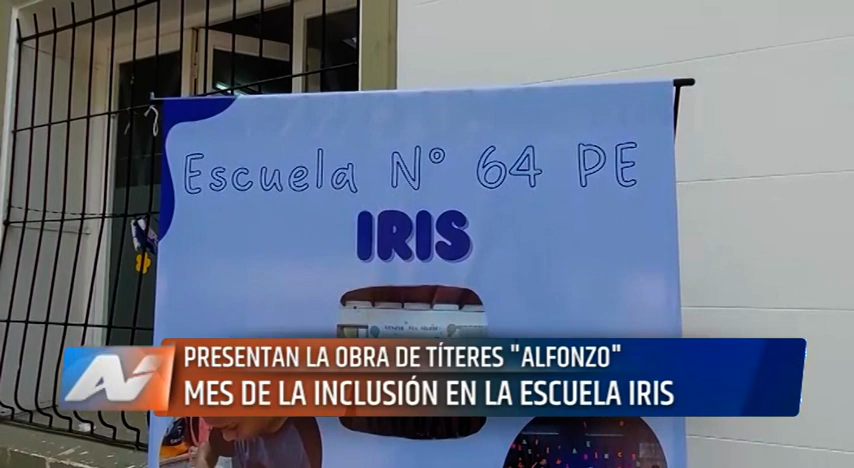 Escuela N° 64 PE
IRIS
PRESENTAN LA OBRA DE TÍTERES "ALFONZO"
MES DE LA INCLUSIÓN EN LA ESCUELA IRIS